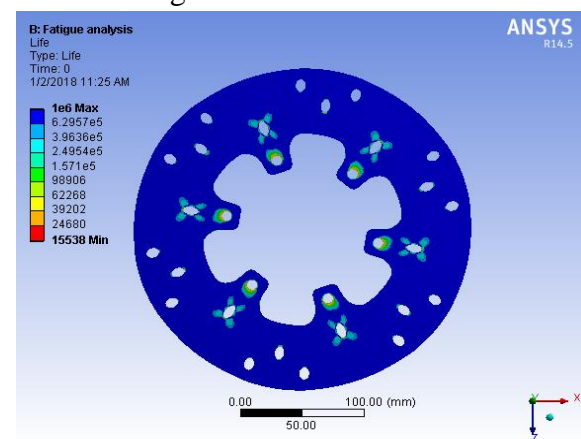 B: Fatigue analysis
Life
Type: Life
Time: 0
1/2/2018 11:25 AM
ANSYS
R14.5
1e6 Max
6.2957e5
3.9636e5
2.4954e5
1.571e5
98906
62268
39202
24680
15538 Min
0.00 100.00 (mm)
50.00
Y X
Z